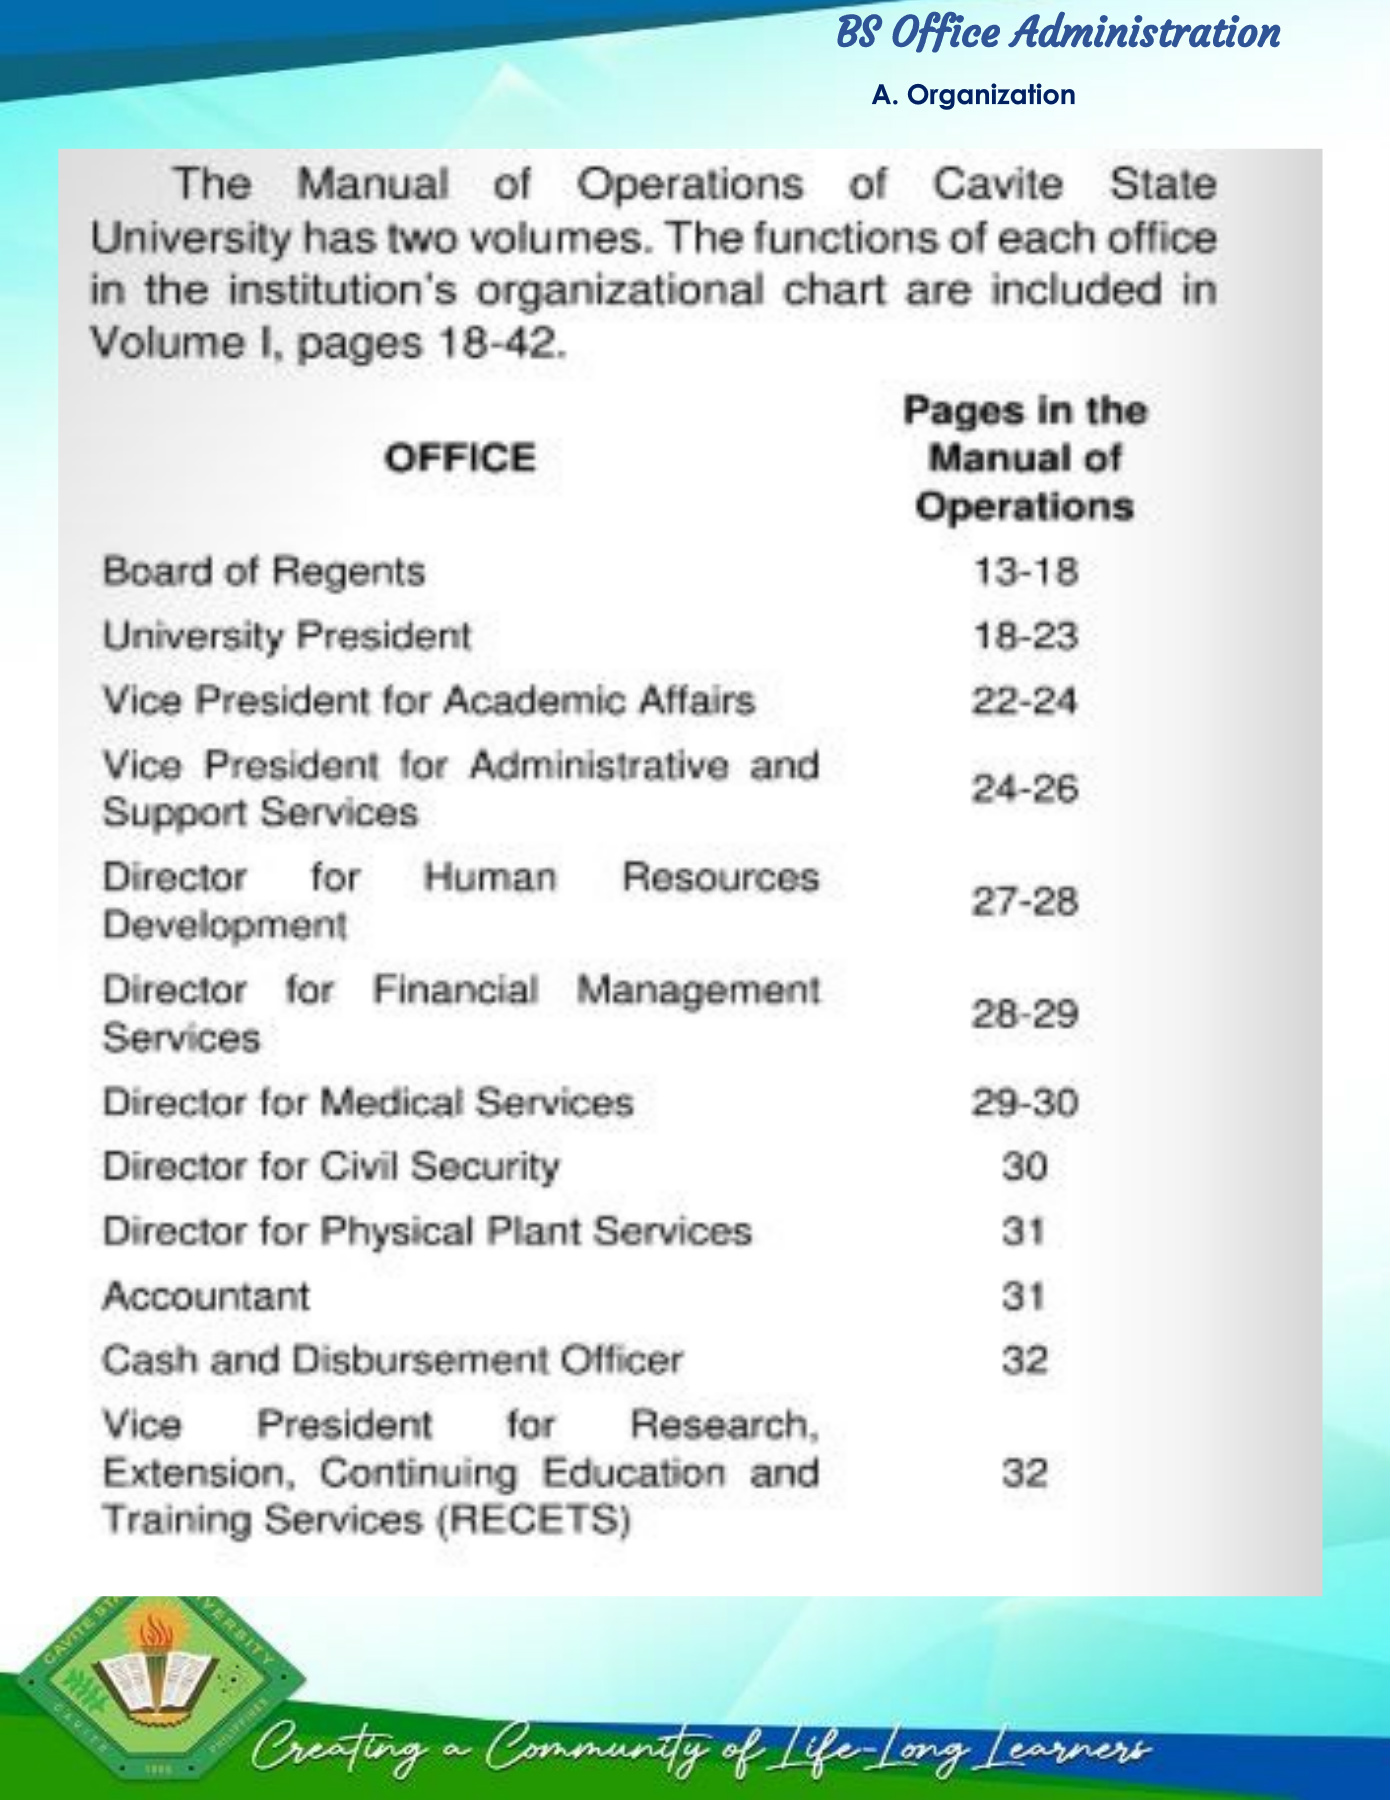 BS Office Administration
A. Organization
The Manual of Operations of Cavite State
University has two volumes. The functions of each office
in the institution's organizational chart are included in
Volume I, pages 18-42.
OFFICE
Pages in the
Manual of
Operations
Board of Regents 13-18
University President 18-23
Vice President for Academic Affairs 22-24
Vice President for Administrative and
Support Services
24-26
Director for Human Resources
Development
27-28
Director for Financial Management
Services
28-29
Director for Medical Services 29-30
Director for Civil Security 30
Director for Physical Plant Services 31
Accountant 31
Cash and Disbursement Officer 32
Vice President for Research,
Extension, Continuing Education and
Training Services (RECETS)
32
CAVITE
PHILIPPINES
Creating a Community of Life-Long Learners